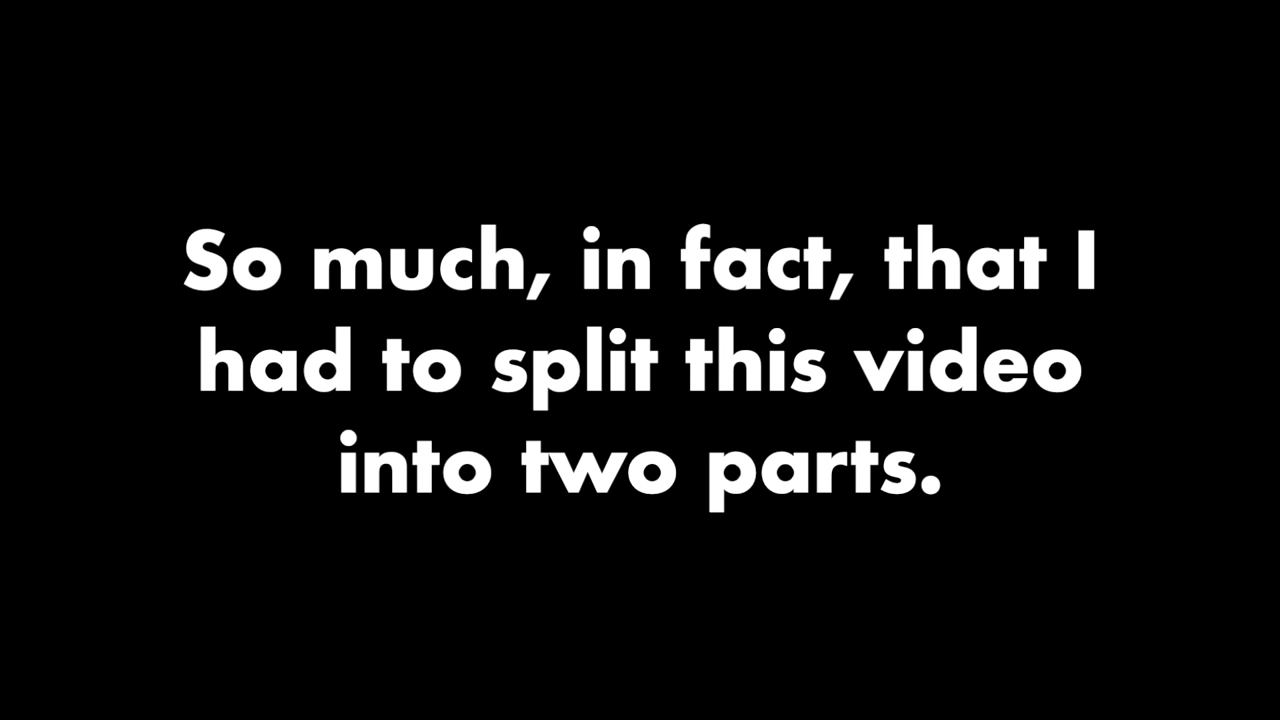 So much, in fact, that I
had to split this video
into two parts.